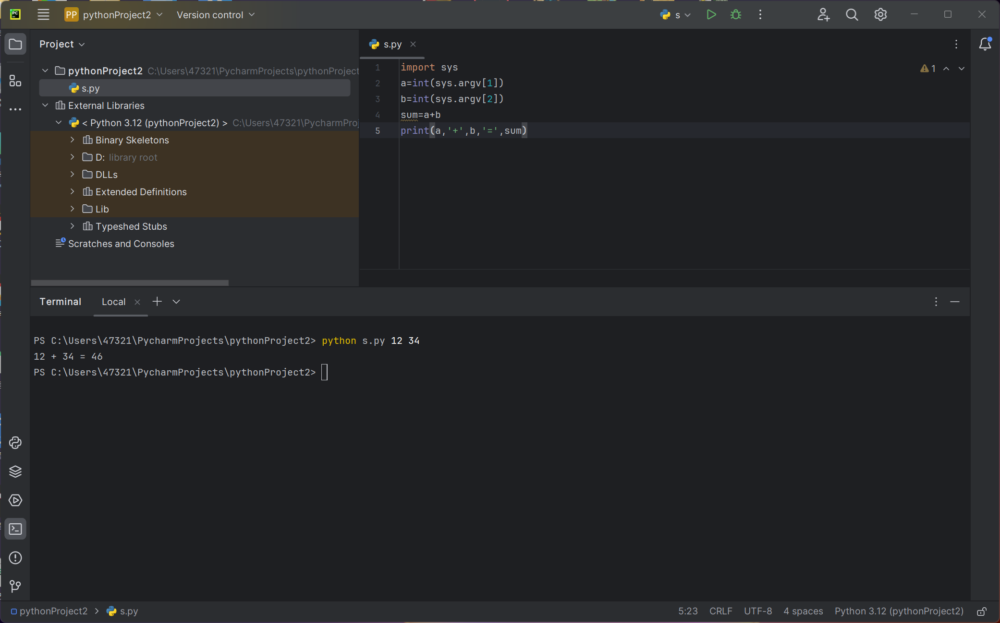 PC
PP pythonProject2 Version control s
Project
pythonProject2 C:\Users\47321\PycharmProjects\pythonProject
s.py
External Libraries
< Python 3.12 (pythonProject2) > C:\Users\47321\PycharmProj
Binary Skeletons
D: library root
DLLs
Extended Definitions
Lib
Typeshed Stubs
Scratches and Consoles
s.py
1 import sys
2 a=int(sys.argv[1])
3 b=int(sys.argv[2])
4 sum=a+b
5 print(a,'+',b,'=',sum)
1
Terminal Local
PS C:\Users\47321\PycharmProjects\pythonProject2> python s.py 12 34
12 + 34 = 46
PS C:\Users\47321\PycharmProjects\pythonProject2>
pythonProject2 > s.py 5:23 CRLF UTF-8 4 spaces Python 3.12 (pythonProject2)